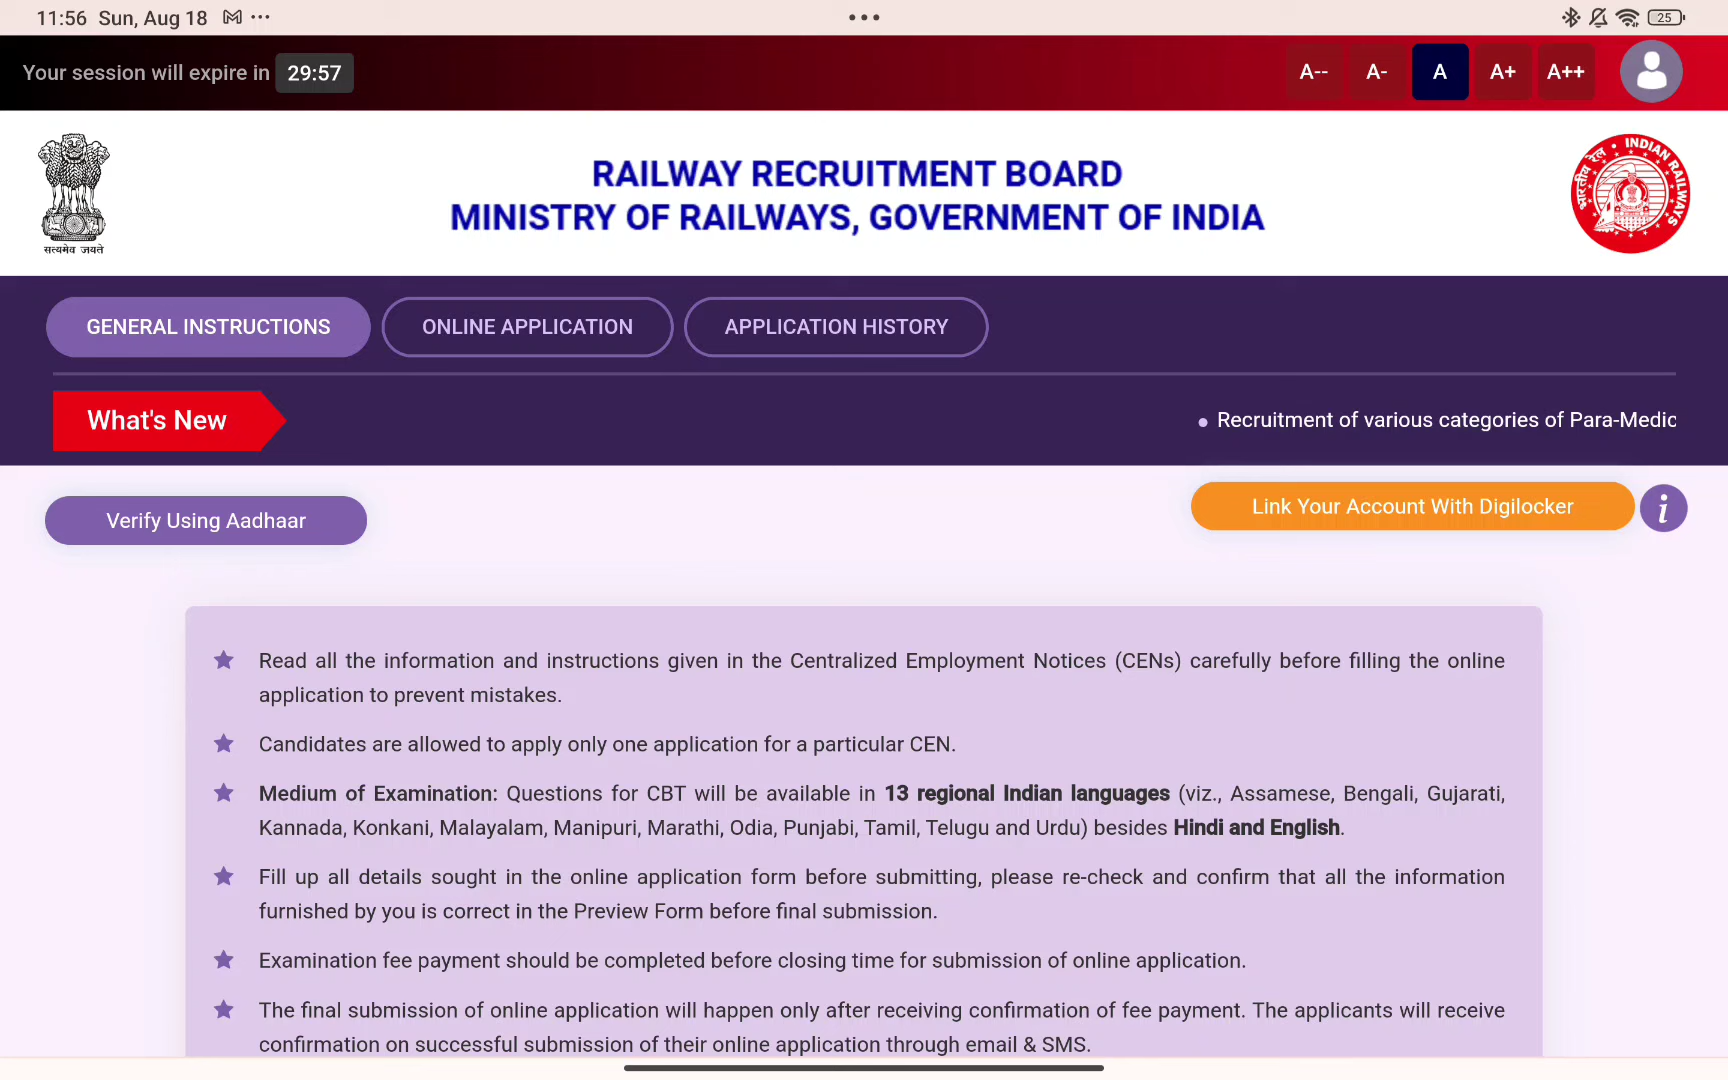 11:56 Sun, Aug 18
25
Your session will expire in 29:57
A-- A- A A+ A++
सत्यमेव जयते
RAILWAY RECRUITMENT BOARD
MINISTRY OF RAILWAYS, GOVERNMENT OF INDIA
भारतीय रेल • INDIAN RAILWAYS
GENERAL INSTRUCTIONS ONLINE APPLICATION APPLICATION HISTORY
What's New
Recruitment of various categories of Para-Medic
Verify Using Aadhaar
Link Your Account With Digilocker
i
Read all the information and instructions given in the Centralized Employment Notices (CENs) carefully before filling the online
application to prevent mistakes.
Candidates are allowed to apply only one application for a particular CEN.
Medium of Examination: Questions for CBT will be available in 13 regional Indian languages (viz., Assamese, Bengali, Gujarati,
Kannada, Konkani, Malayalam, Manipuri, Marathi, Odia, Punjabi, Tamil, Telugu and Urdu) besides Hindi and English.
Fill up all details sought in the online application form before submitting, please re-check and confirm that all the information
furnished by you is correct in the Preview Form before final submission.
Examination fee payment should be completed before closing time for submission of online application.
The final submission of online application will happen only after receiving confirmation of fee payment. The applicants will receive
confirmation on successful submission of their online application through email & SMS.